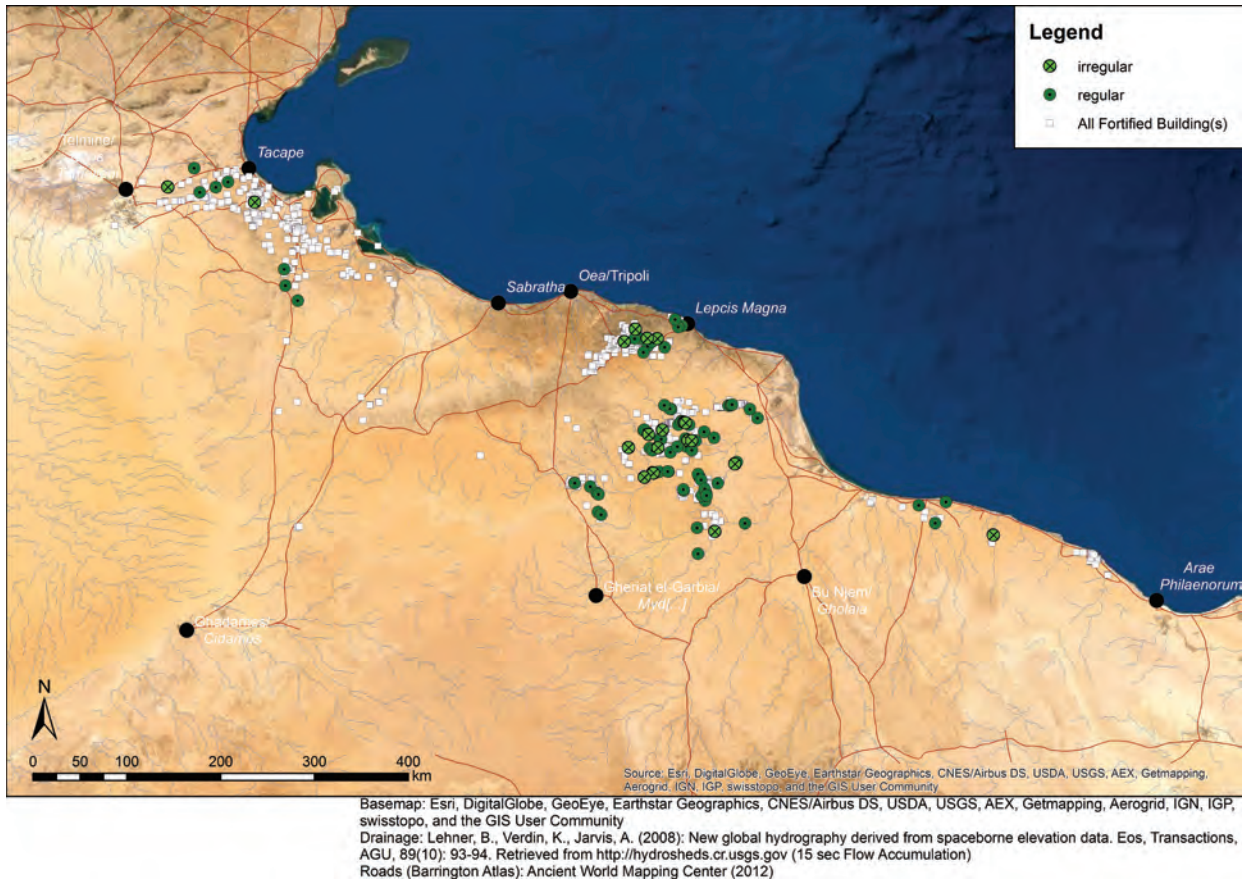 Legend
irregular
regular
All Fortified Building(s)
Telmine/
Tacape
Oea/Tripoli
Sabratha
Lepcis Magna
Gheriat el-Garbia/
Myd[...]
Bu Njem/
Gholaia
Arae
Philaenorum
Ghadames/
Cidamos
N
0 50 100 200 300 400
km
Source: Esri, DigitalGlobe, GeoEye, Earthstar Geographics, CNES/Airbus DS, USDA, USGS, AEX, Getmapping,
Aerogrid, IGN, IGP, swisstopo, and the GIS User Community
Basemap: Esri, DigitalGlobe, GeoEye, Earthstar Geographics, CNES/Airbus DS, USDA, USGS, AEX, Getmapping, Aerogrid, IGN, IGP,
swisstopo, and the GIS User Community
Drainage: Lehner, B., Verdin, K., Jarvis, A. (2008): New global hydrography derived from spaceborne elevation data. Eos, Transactions,
AGU, 89(10): 93-94. Retrieved from http://hydrosheds.cr.usgs.gov (15 sec Flow Accumulation)
Roads (Barrington Atlas): Ancient World Mapping Center (2012)